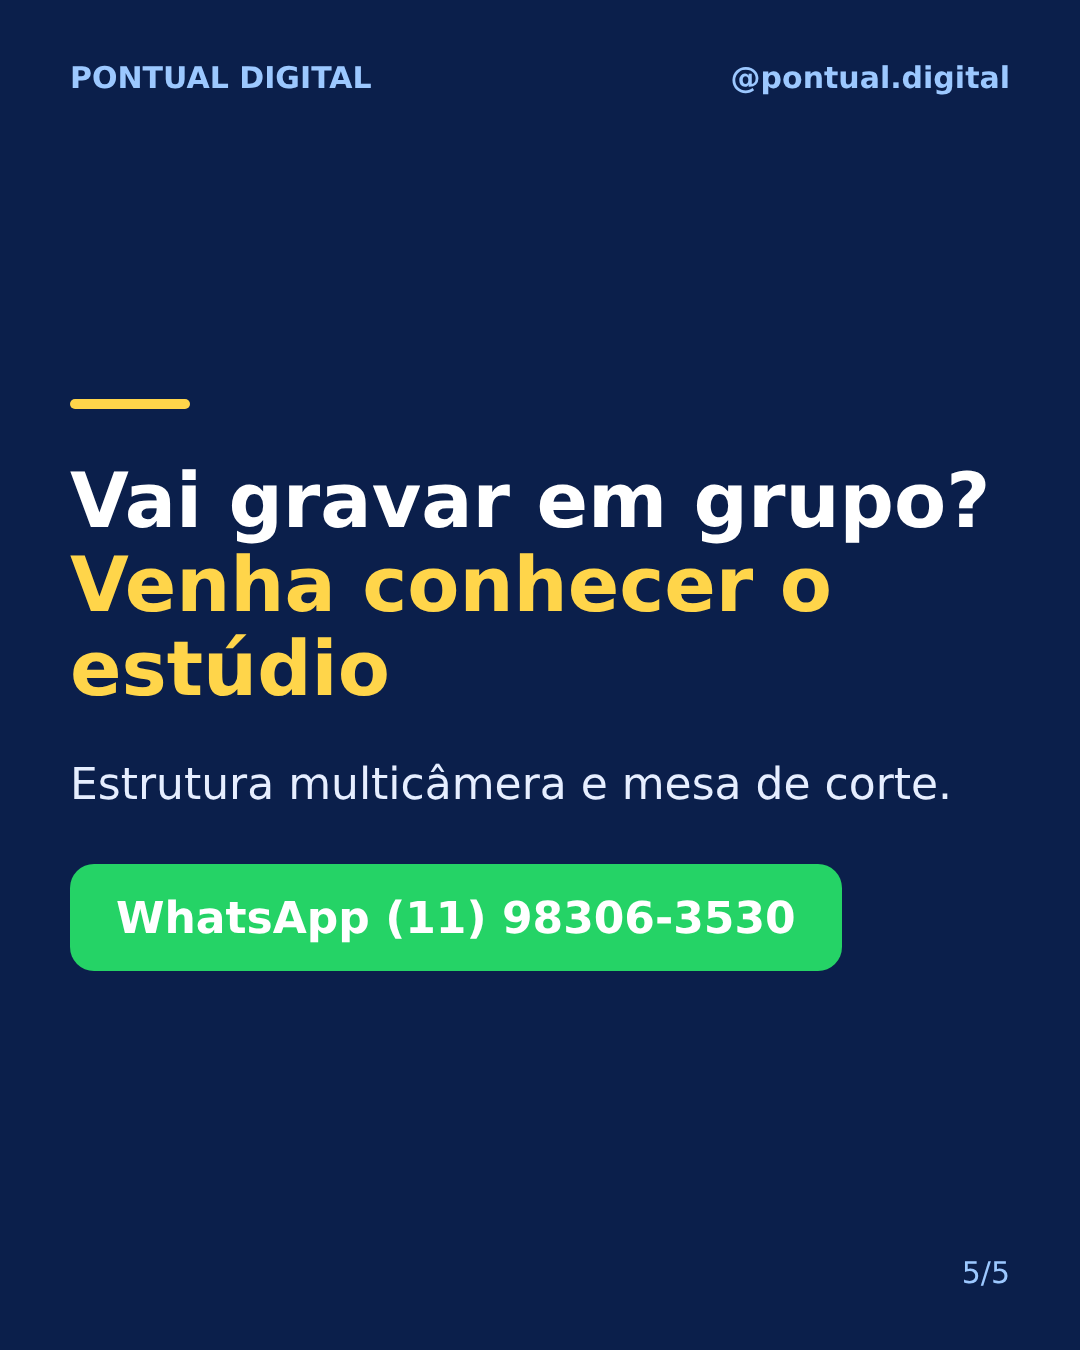 PONTUAL DIGITAL
@pontual.digital
Vai gravar em grupo?
Venha conhecer o
estúdio
Estrutura multicâmera e mesa de corte.
WhatsApp (11) 98306-3530
5/5